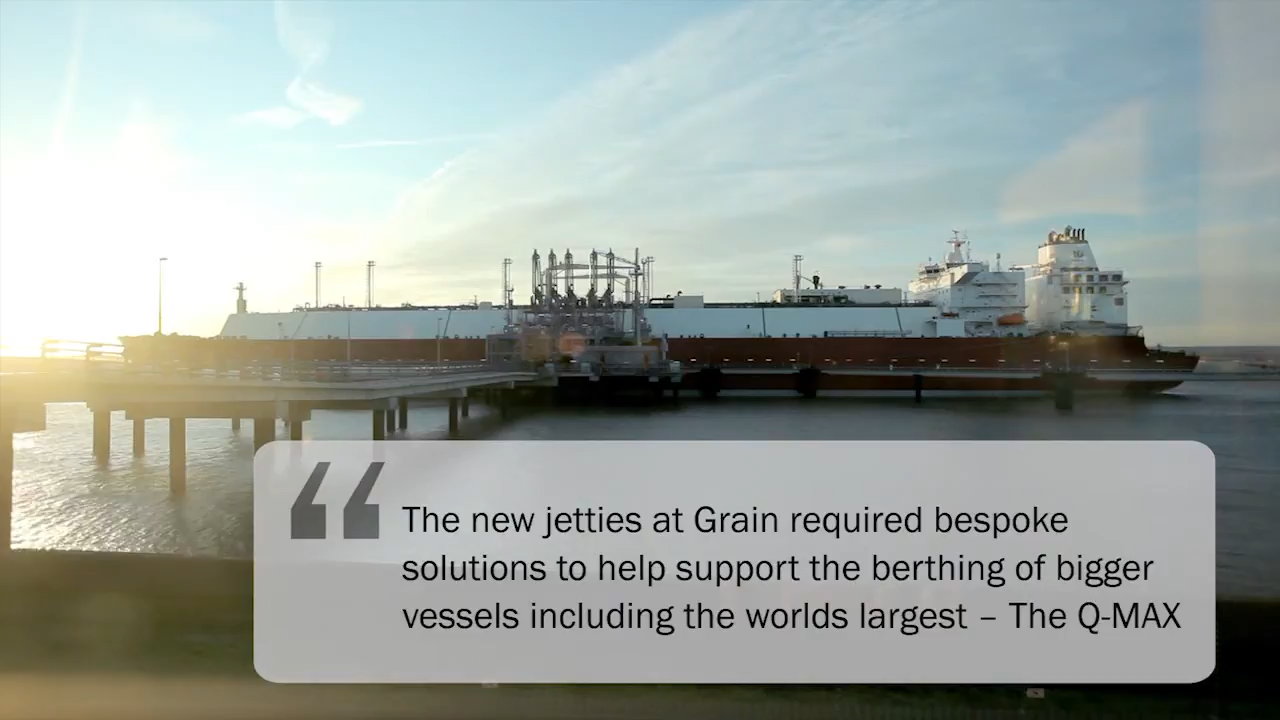 “
The new jetties at Grain required bespoke
solutions to help support the berthing of bigger
vessels including the worlds largest – The Q-MAX